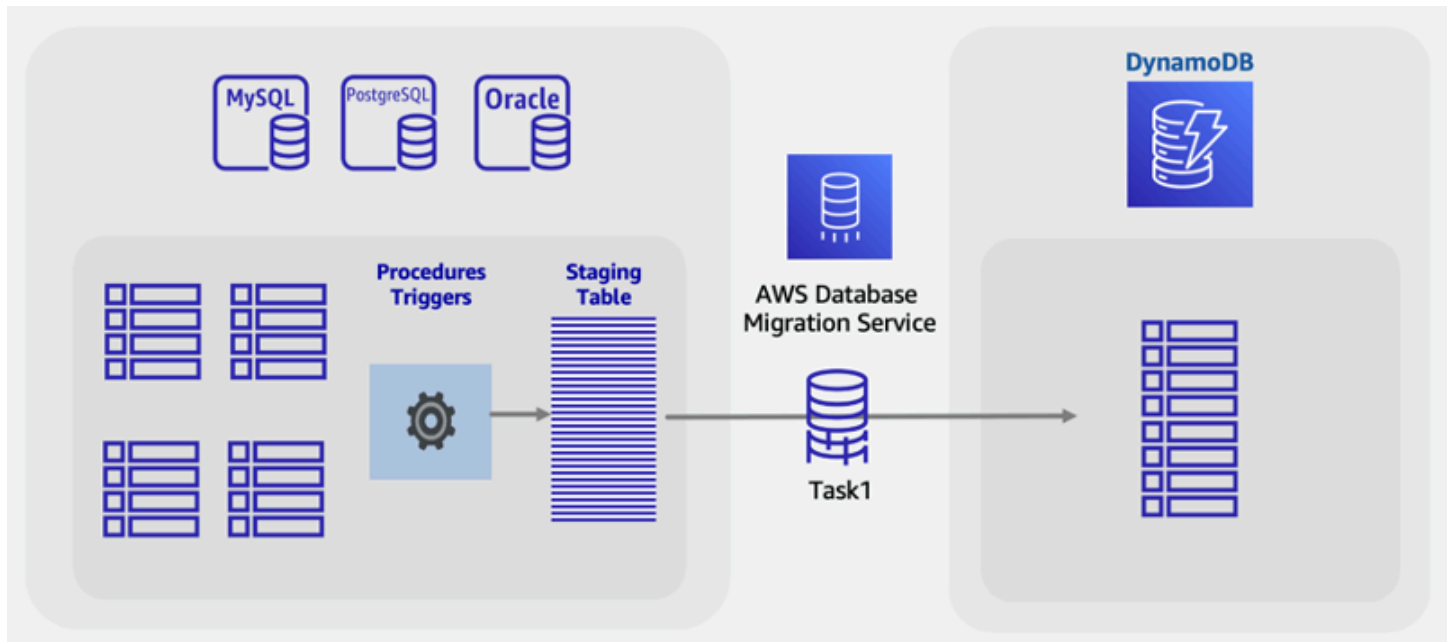 MySQL
PostgreSQL
Oracle
DynamoDB
Procedures
Triggers
Staging
Table
AWS Database
Migration Service
Task1